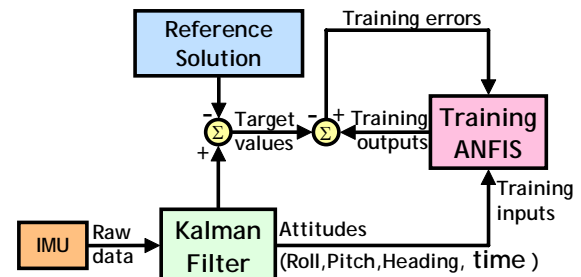 Training errors
Reference
Solution
- Target
values
- +
Training
outputs
Training
ANFIS
Σ
Σ
+
Training
inputs
IMU
Raw
data
Kalman
Filter
Attitudes
(Roll,Pitch,Heading, time )